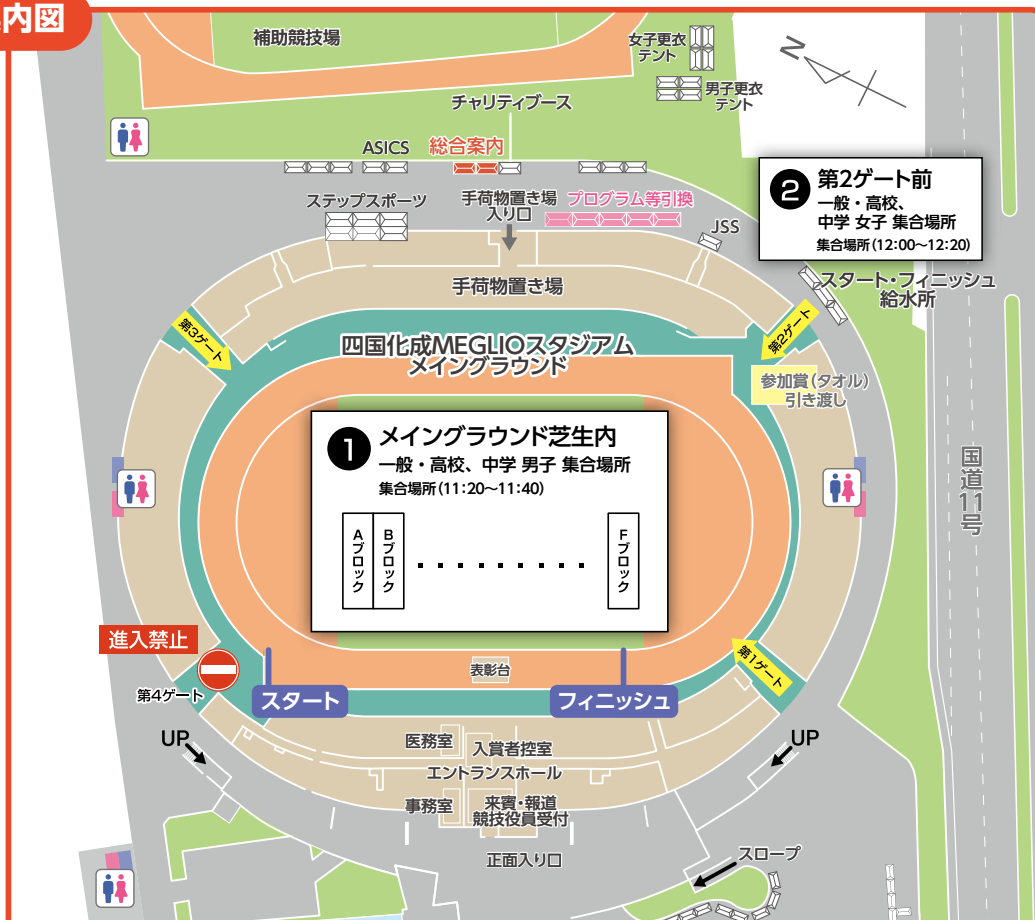 内図
補助競技場
女子更衣
テント
男子更衣
テント
N
チャリティブース
ASICS
総合案内
ステップスポーツ
手荷物置き場
入り口
プログラム等引換
JSS
2 第2ゲート前
一般・高校、
中学 女子 集合場所
集合場所(12:00〜12:20)
スタート・フィニッシュ
給水所
手荷物置き場
第3ゲート
第2ゲート
四国化成MEGLIOスタジアム
メイングラウンド
参加賞(タオル)
引き渡し
1 メイングラウンド芝生内
一般・高校、中学 男子 集合場所
集合場所(11:20〜11:40)
Aブロック
Bブロック
・・・・・・・・・
Fブロック
国道11号
進入禁止
第4ゲート
第1ゲート
表彰台
スタート
フィニッシュ
UP
UP
医務室
入賞者控室
エントランスホール
事務室
来賓・報道
競技役員受付
正面入り口
スロープ